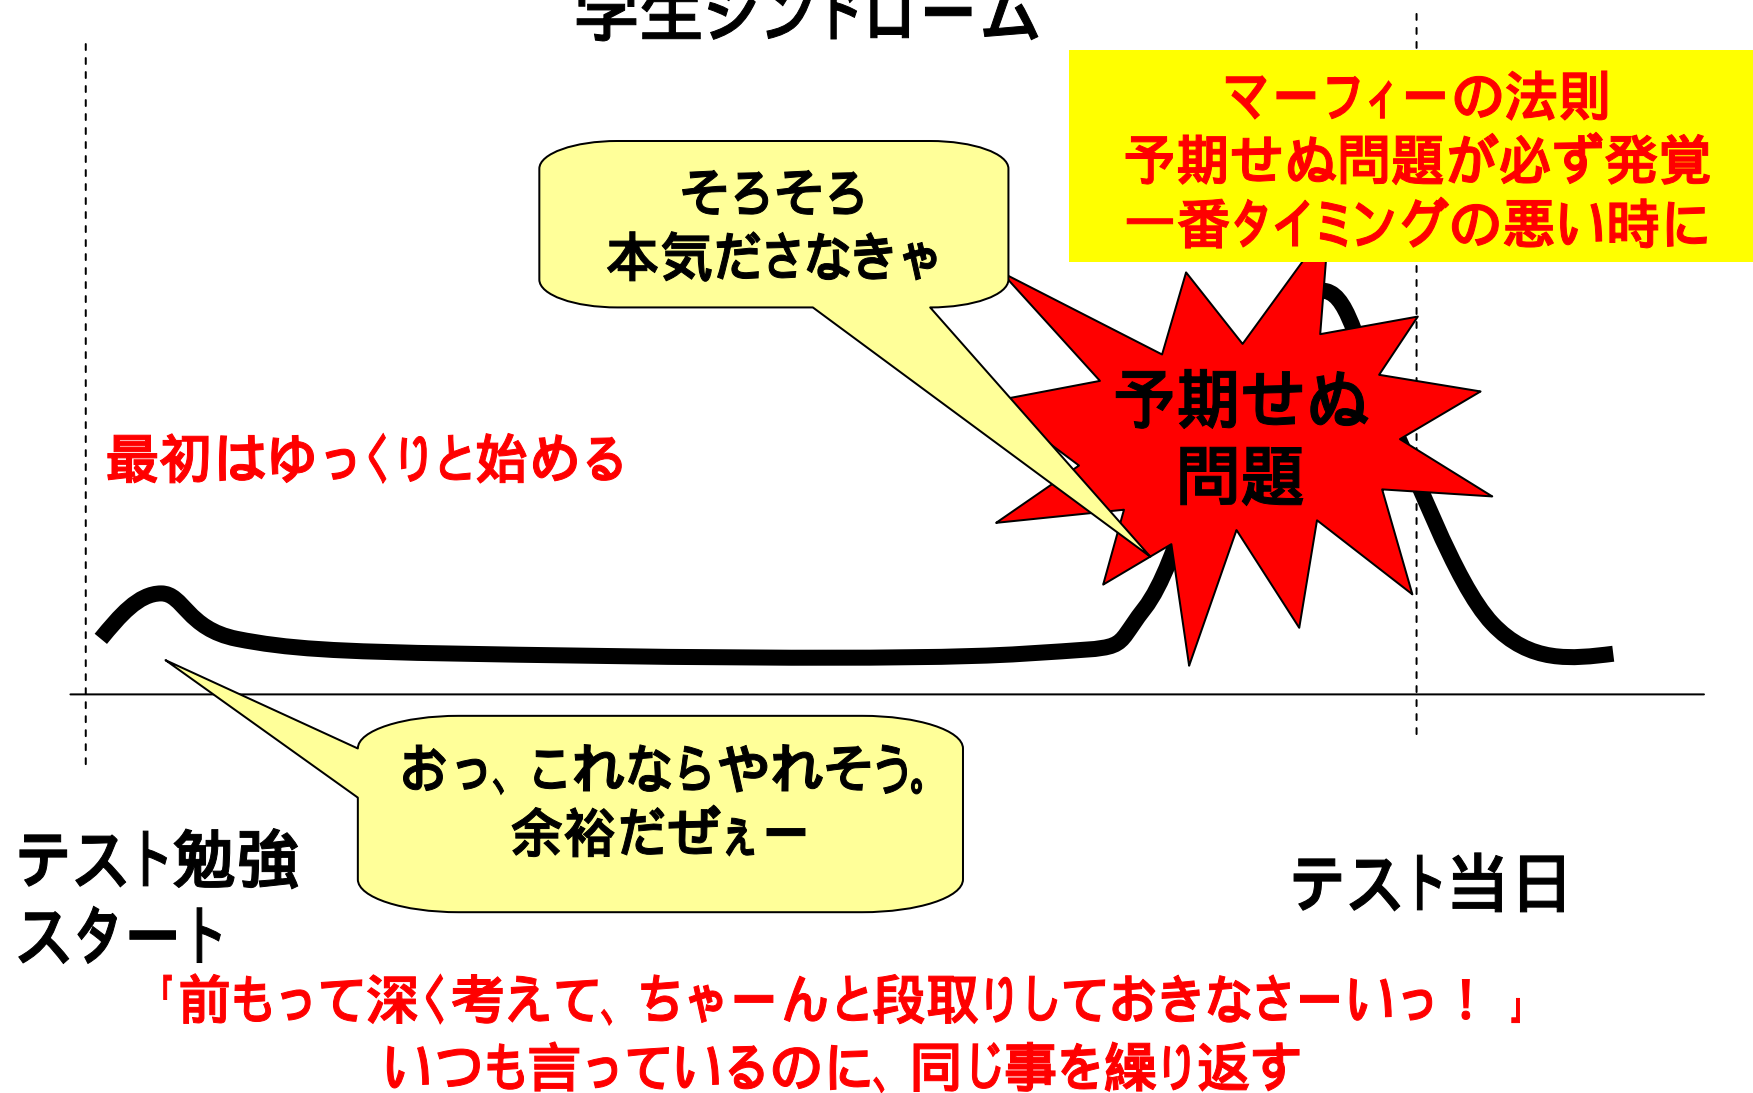 学生シンドローム
マーフィーの法則
予期せぬ問題が必ず発覚
一番タイミングの悪い時に
そろそろ
本気ださなきゃ
予期せぬ
問題
最初はゆっくりと始める
おっ、これならやれそう。
余裕だぜぇー
テスト勉強
スタート
テスト当日
「前もって深く考えて、ちゃーんと段取りしておきなさーいっ！」
いつも言っているのに、同じ事を繰り返す